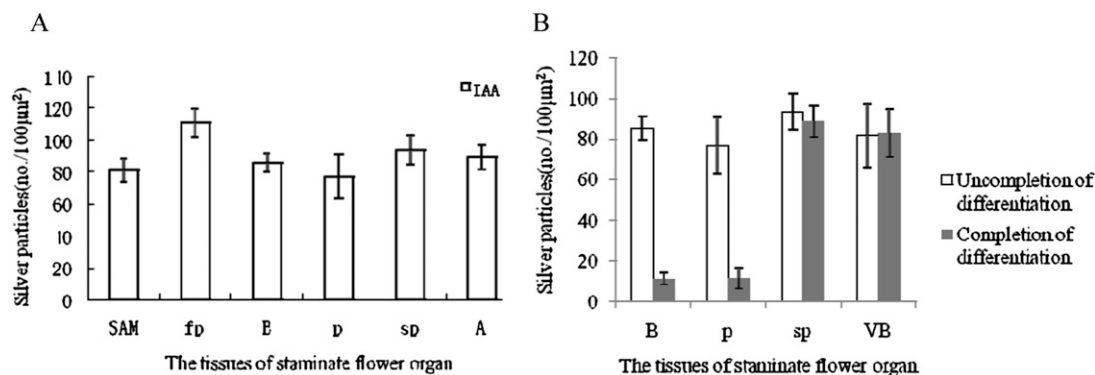 A
Silver particles(no./100µm²)
1 10
120
100
80
60
10
20
0
IAA
SAM fD B D sD A
The tissues of staminate flower organ
B
Silver particles(no./100µm²)
120
100
80
60
40
20
0
B p sp VB
The tissues of staminate flower organ
Uncompletion of
differentiation
Completion of
differentiation